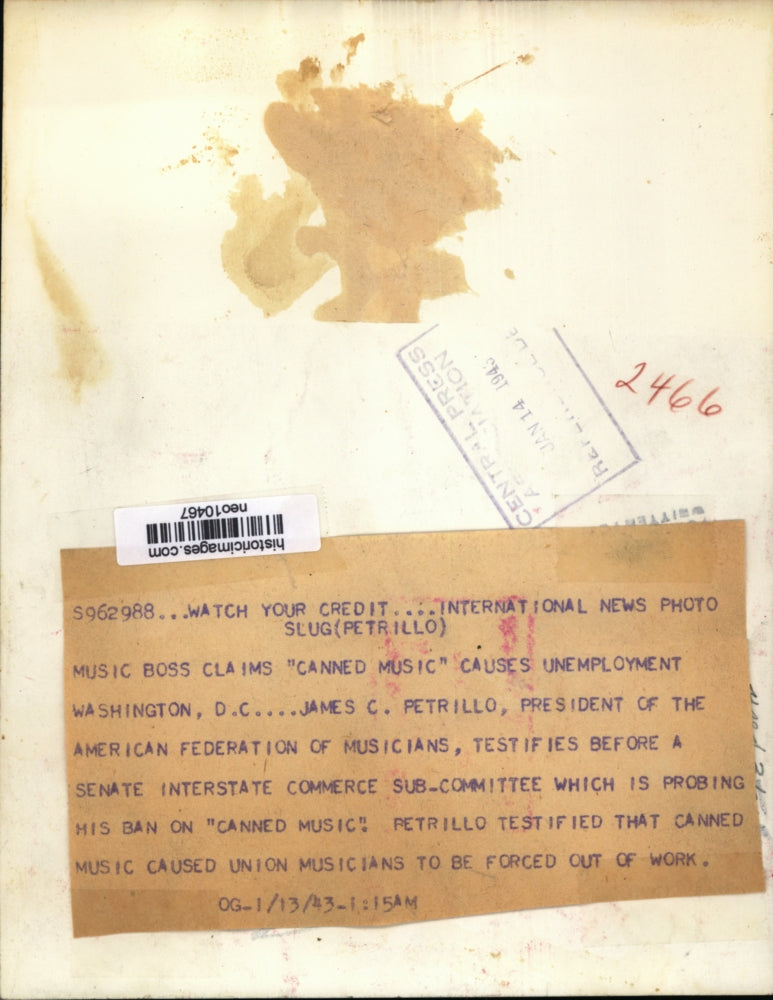 CENTRAL PRESS
JAN 14 1943
2466
historicimages.com
neo10467
S962988...WATCH YOUR CREDIT....INTERNATIONAL NEWS PHOTO
SLUG(PETRILLO)
MUSIC BOSS CLAIMS "CANNED MUSIC" CAUSES UNEMPLOYMENT
WASHINGTON, D.C....JAMES C. PETRILLO, PRESIDENT OF THE
AMERICAN FEDERATION OF MUSICIANS, TESTIFIES BEFORE A
SENATE INTERSTATE COMMERCE SUB-COMMITTEE WHICH IS PROBING
HIS BAN ON "CANNED MUSIC". PETRILLO TESTIFIED THAT CANNED
MUSIC CAUSED UNION MUSICIANS TO BE FORCED OUT OF WORK.
OG-1/13/43-1:15AM